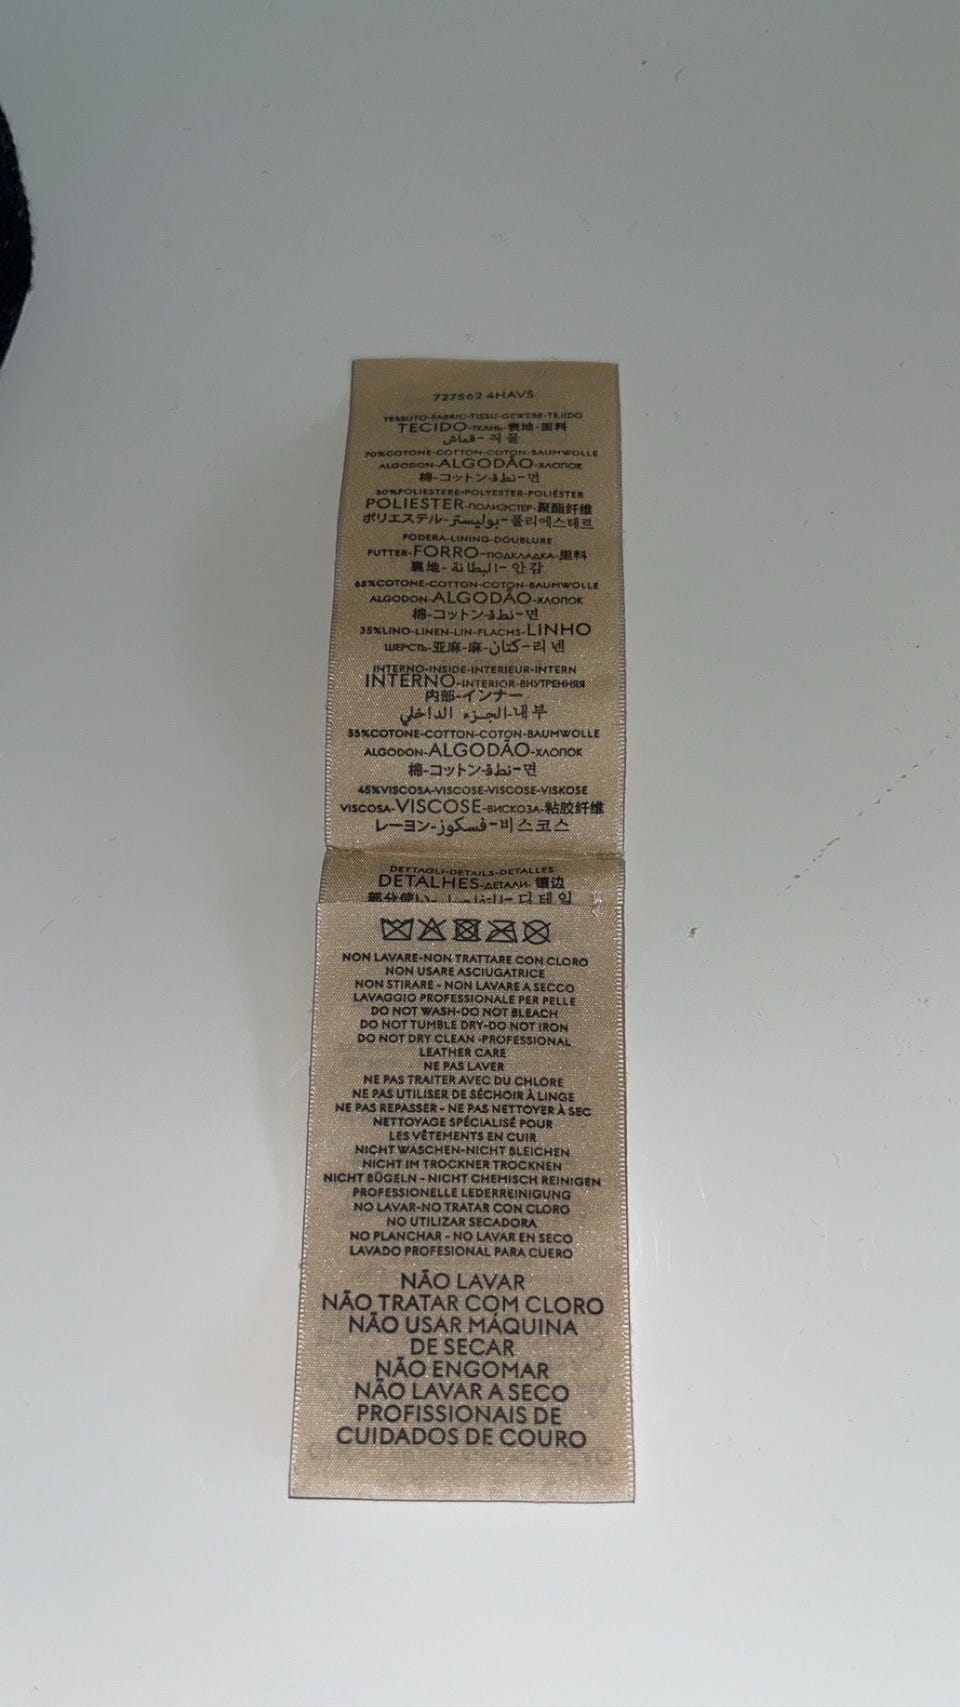 727562 4HAVS
TESSUTO-FABRIC-TISSU-GEWEBE-TEJIDO
TECIDO-ТКАНЬ-表地-面料
قماش-직물
70%COTONE-COTTON-COTON-BAUMWOLLE
ALGODON-ALGODÃO-ХЛОПОК
棉-コットン-نطقة-면
30%POLIESTERE-POLYESTER-POLIÉSTER
POLIESTER-ПОЛИЭСТЕР-聚酯纤维
ポリエステル-بوليستر-폴리에스테르
FODERA-LINING-DOUBLURE
FUTTER-FORRO-ПОДКЛАДКА-里料
裏地-البطانة-안감
65%COTONE-COTTON-COTON-BAUMWOLLE
ALGODON-ALGODÃO-ХЛОПОК
棉-コットン-نطقة-면
35%LINO-LINEN-LIN-FLACHS-LINHO
ШЕРСТЬ-亚麻-麻-كتان-리넨
INTERNO-INSIDE-INTERIEUR-INTERN
INTERNO-INTERIOR-ВНУТРЕННЯЯ
内部-インナー
الجزء الداخلي-내부
55%COTONE-COTTON-COTON-BAUMWOLLE
ALGODON-ALGODÃO-ХЛОПОК
棉-コットン-نطقة-면
45%VISCOSA-VISCOSE-VISCOSE-VISKOSE
VISCOSA-VISCOSE-ВИСКОЗА-粘胶纤维
レーヨン-فسكوز-비스코스
DETTAGLI-DETAILS-DETALLES
DETALHES-ДЕТАЛИ-镶边
部分使い-디테일
NON LAVARE-NON TRATTARE CON CLORO
NON USARE ASCIUGATRICE
NON STIRARE - NON LAVARE A SECCO
LAVAGGIO PROFESSIONALE PER PELLE
DO NOT WASH-DO NOT BLEACH
DO NOT TUMBLE DRY-DO NOT IRON
DO NOT DRY CLEAN -PROFESSIONAL
LEATHER CARE
NE PAS LAVER
NE PAS TRAITER AVEC DU CHLORE
NE PAS UTILISER DE SÉCHOIR À LINGE
NE PAS REPASSER - NE PAS NETTOYER À SEC
NETTOYAGE SPÉCIALISÉ POUR
LES VÊTEMENTS EN CUIR
NICHT WASCHEN-NICHT BLEICHEN
NICHT IM TROCKNER TROCKNEN
NICHT BÜGELN - NICHT CHEMISCH REINIGEN
PROFESSIONELLE LEDERREINIGUNG
NO LAVAR-NO TRATAR CON CLORO
NO UTILIZAR SECADORA
NO PLANCHAR - NO LAVAR EN SECO
LAVADO PROFESIONAL PARA CUERO
NÃO LAVAR
NÃO TRATAR COM CLORO
NÃO USAR MÁQUINA
DE SECAR
NÃO ENGOMAR
NÃO LAVAR A SECO
PROFISSIONAIS DE
CUIDADOS DE COURO